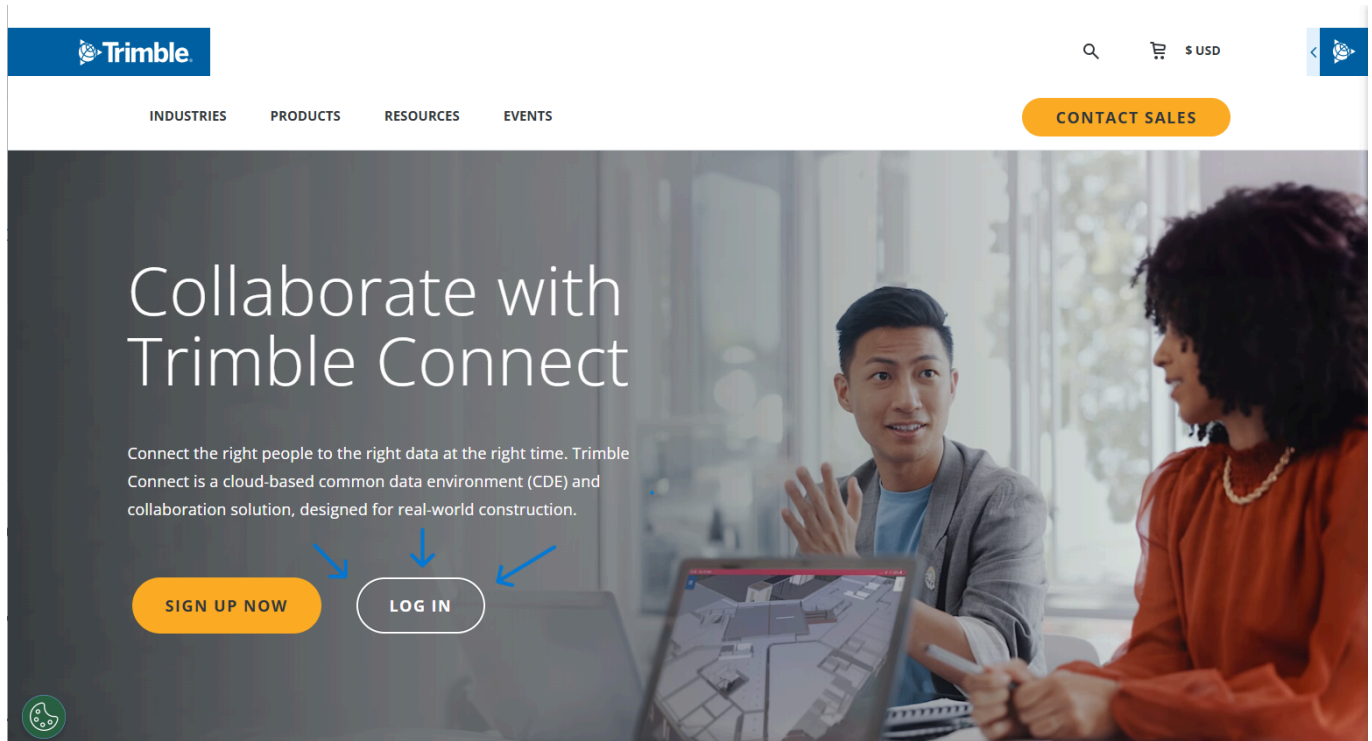 Trimble
$ USD
INDUSTRIES PRODUCTS RESOURCES EVENTS
CONTACT SALES
Collaborate with
Trimble Connect
Connect the right people to the right data at the right time. Trimble
Connect is a cloud-based common data environment (CDE) and
collaboration solution, designed for real-world construction.
SIGN UP NOW
LOG IN